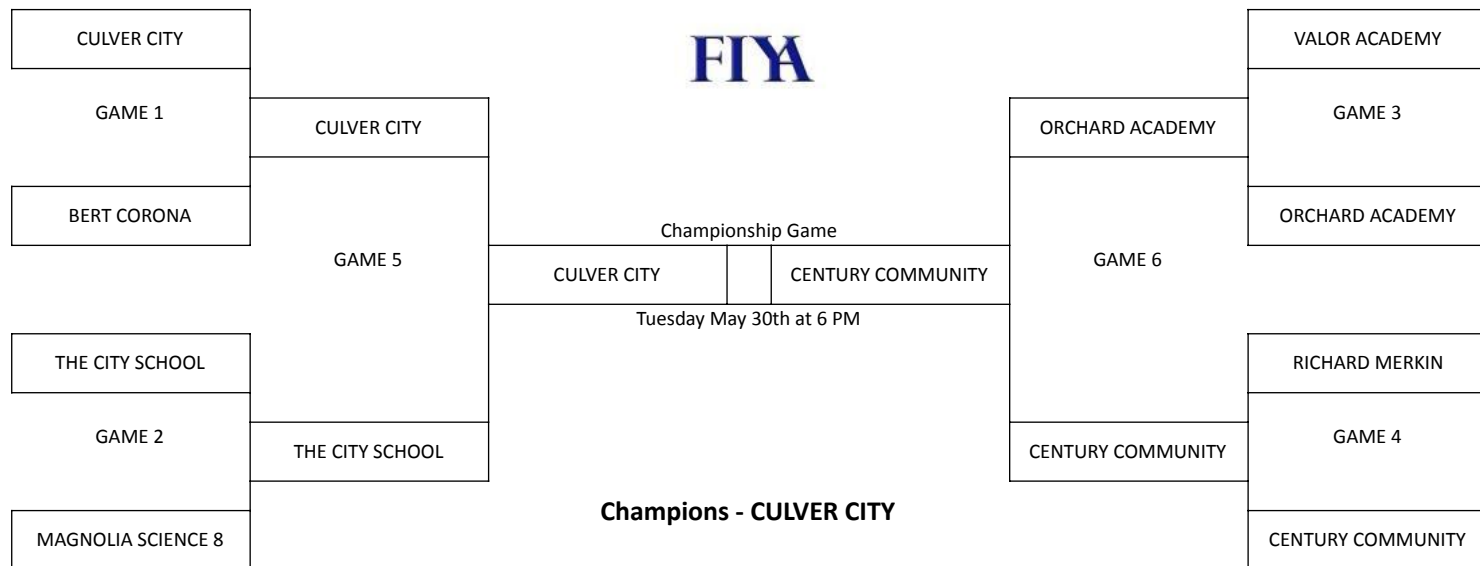 CULVER CITY
FIYA
VALOR ACADEMY
GAME 1
CULVER CITY
ORCHARD ACADEMY
GAME 3
BERT CORONA
ORCHARD ACADEMY
Championship Game
GAME 5
CULVER CITY
CENTURY COMMUNITY
GAME 6
Tuesday May 30th at 6 PM
THE CITY SCHOOL
RICHARD MERKIN
GAME 2
THE CITY SCHOOL
CENTURY COMMUNITY
GAME 4
Champions - CULVER CITY
MAGNOLIA SCIENCE 8
CENTURY COMMUNITY